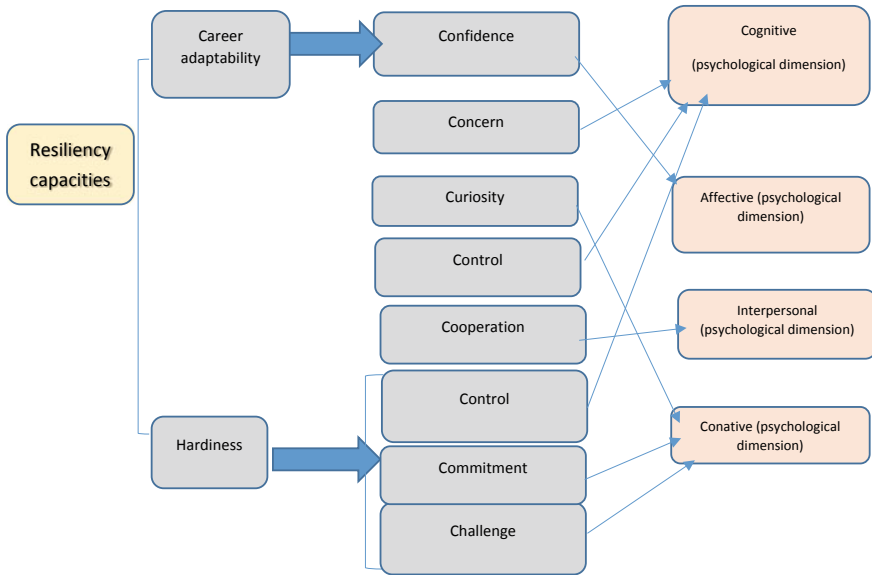 Career
adaptability
Confidence
Cognitive
(psychological dimension)
Concern
Resiliency
capacities
Curiosity
Affective (psychological
dimension)
Control
Cooperation
Interpersonal
(psychological dimension)
Control
Hardiness
Conative (psychological
dimension)
Commitment
Challenge